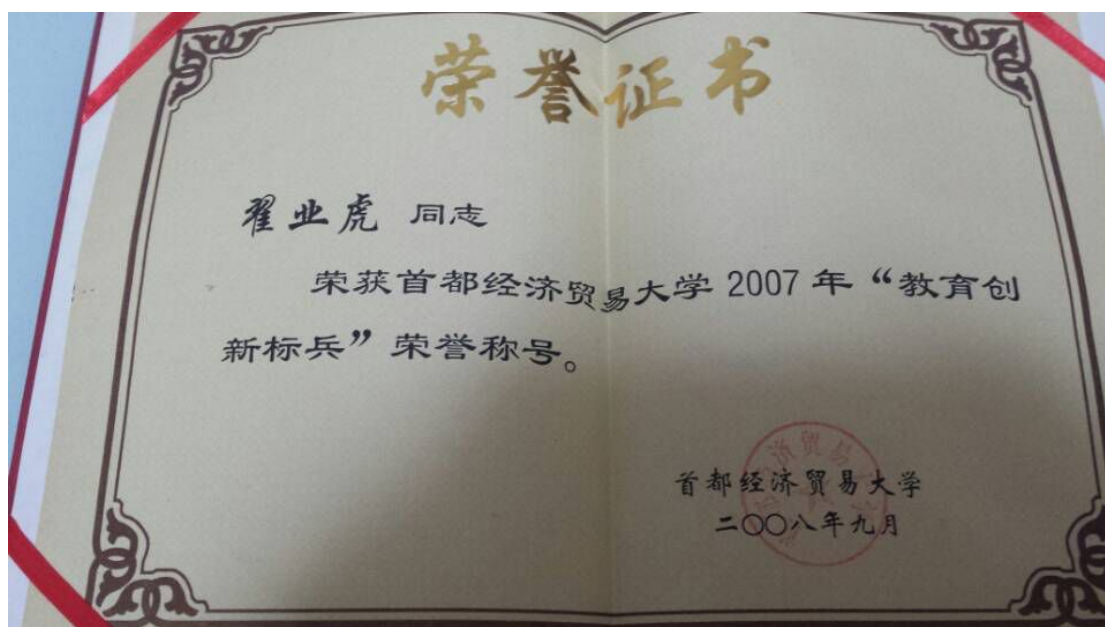 荣誉证书
翟业虎 同志
荣获首都经济贸易大学 2007 年“教育创
新标兵”荣誉称号。
首都经济贸易大学
二〇〇八年九月